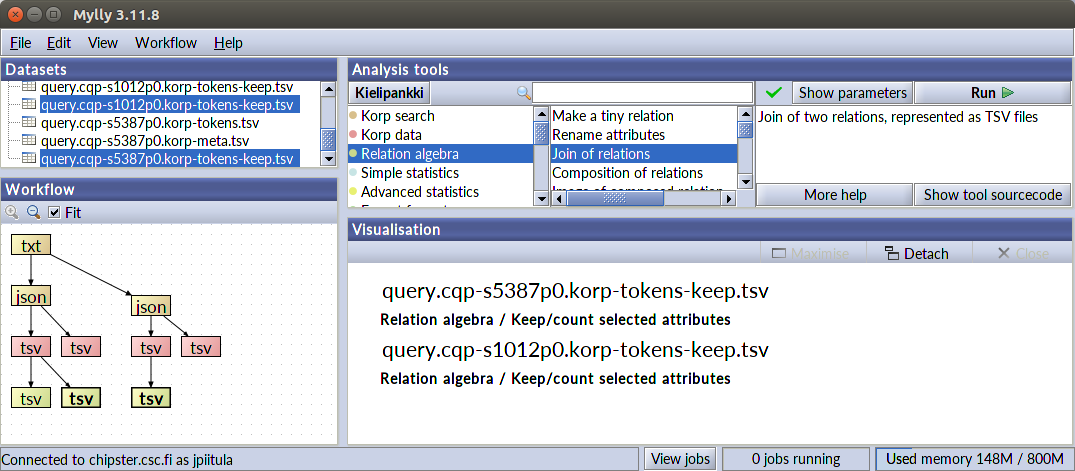 Mylly 3.11.8
File Edit View Workflow Help
Datasets
query.cqp-s1012p0.korp-tokens-keep.tsv
query.cqp-s1012p0.korp-tokens-keep.tsv
query.cqp-s5387p0.korp-tokens.tsv
query.cqp-s5387p0.korp-meta.tsv
query.cqp-s5387p0.korp-tokens-keep.tsv
Workflow
Fit
txt
json json
tsv tsv tsv tsv
tsv tsv tsv
Analysis tools
Kielipankki
Show parameters Run
Korp search
Korp data
Relation algebra
Simple statistics
Advanced statistics
Make a tiny relation
Rename attributes
Join of relations
Composition of relations
Image of composed relation
Join of two relations, represented as TSV files
More help Show tool sourcecode
Visualisation
Maximise Detach Close
query.cqp-s5387p0.korp-tokens-keep.tsv
Relation algebra / Keep/count selected attributes
query.cqp-s1012p0.korp-tokens-keep.tsv
Relation algebra / Keep/count selected attributes
Connected to chipster.csc.fi as jpiitula
View jobs 0 jobs running Used memory 148M / 800M